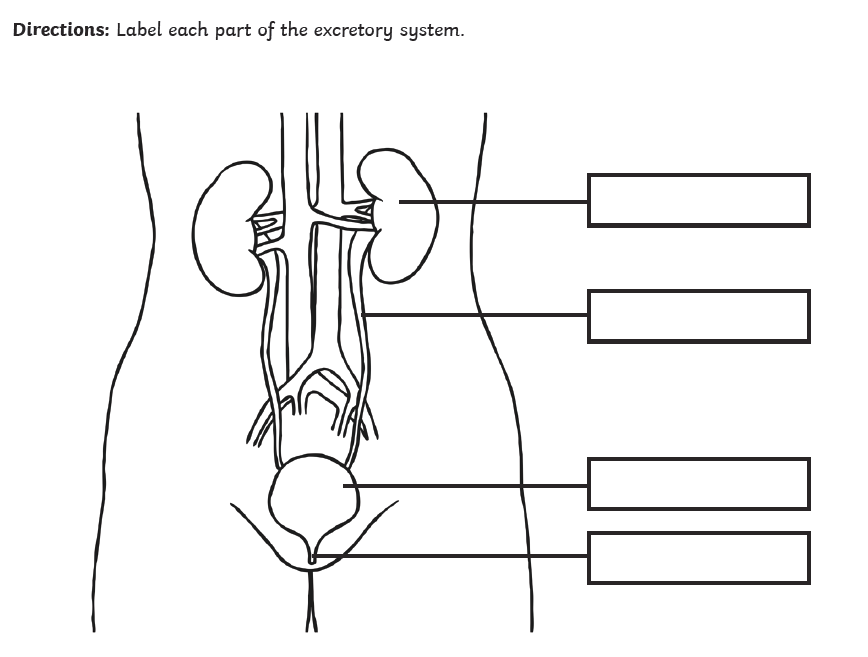 Directions: Label each part of the excretory system.